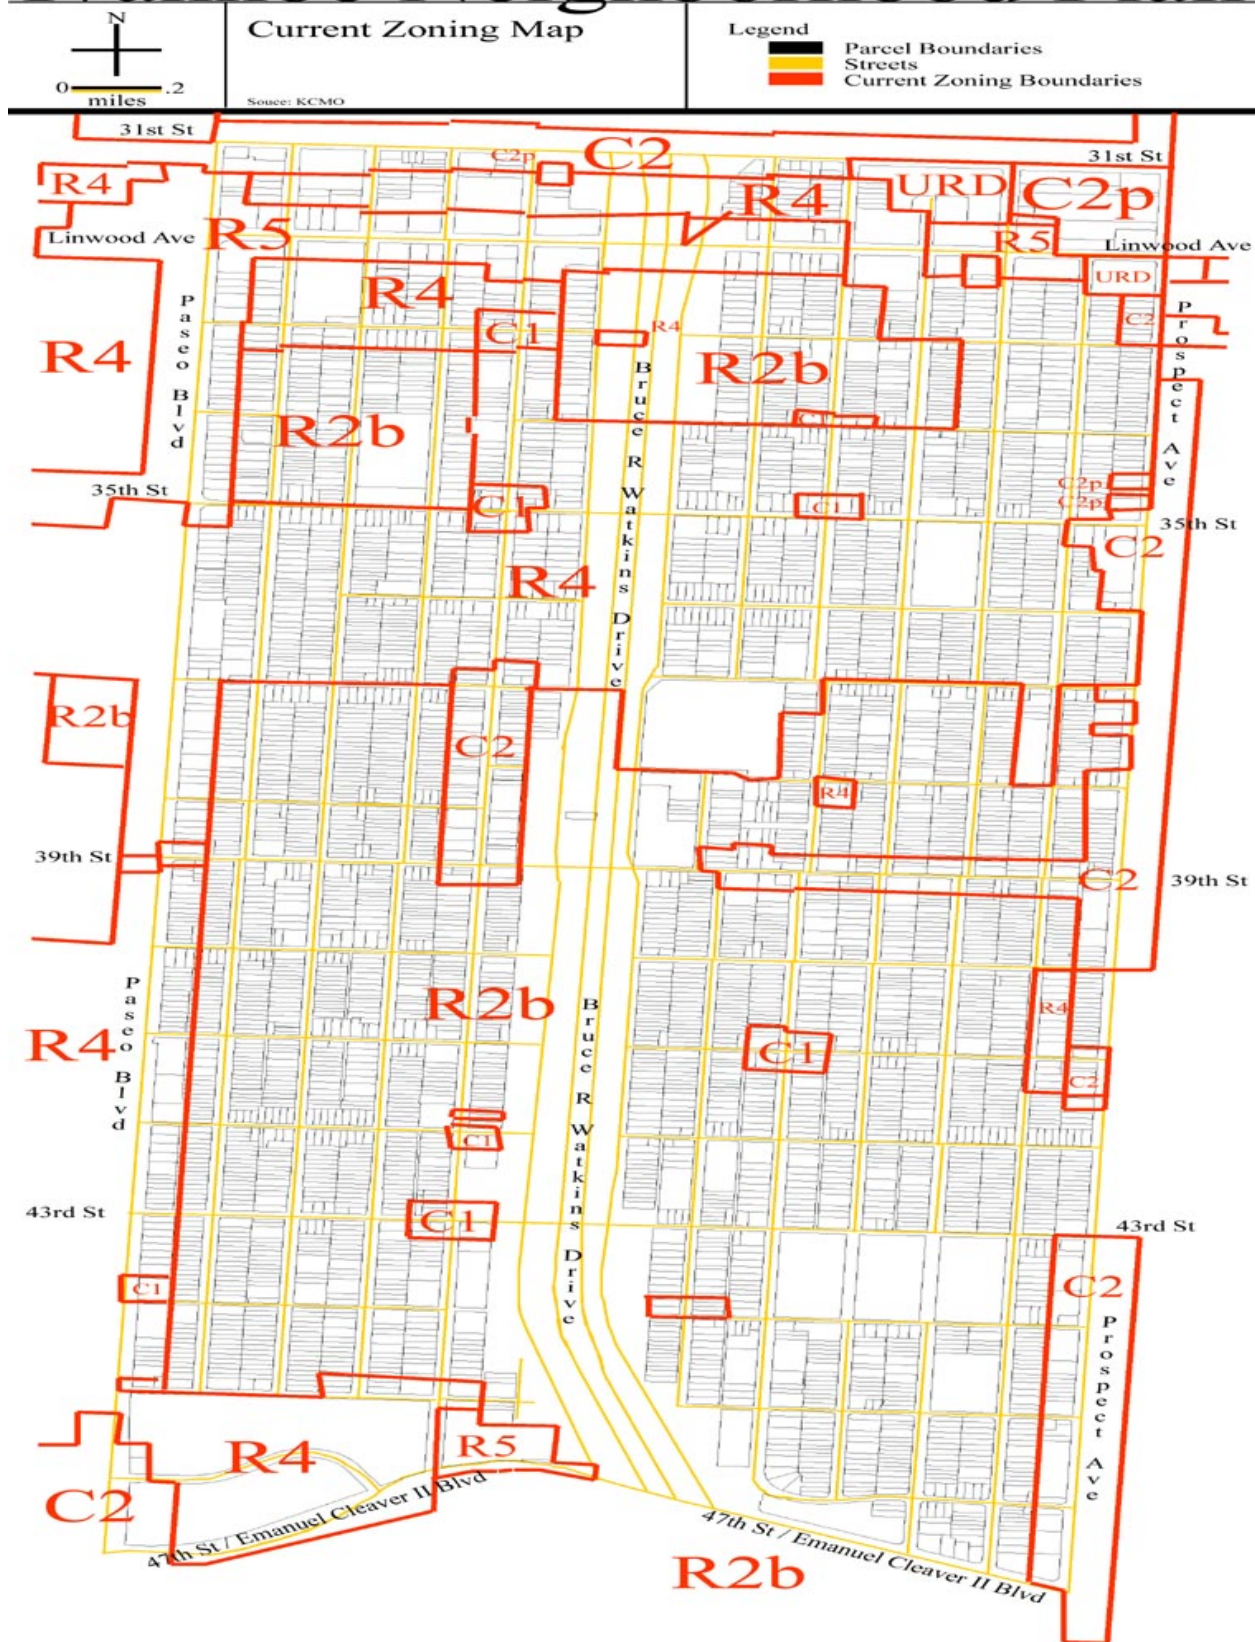 N
0 .2
miles
Current Zoning Map
Souce: KCMO
Legend
Parcel Boundaries
Streets
Current Zoning Boundaries
31st St
C2
C2p
31st St
R4
R4
URD
C2p
Linwood Ave
R5
R5
Linwood Ave
URD
R4
C2
C1
R4
R4
R2b
Paseo Blvd
Bruce R Watkins Drive
Prospect Ave
R2b
C1
C2p
35th St
C1
C1
C2p
35th St
C2
R4
R2b
C2
R4
39th St
C2
39th St
R2b
R4
Paseo Blvd
Bruce R Watkins Drive
R4
C1
C2
C1
43rd St
C1
43rd St
C1
C2
Prospect Ave
R4
R5
C2
47th St / Emanuel Cleaver II Blvd
47th St / Emanuel Cleaver II Blvd
R2b